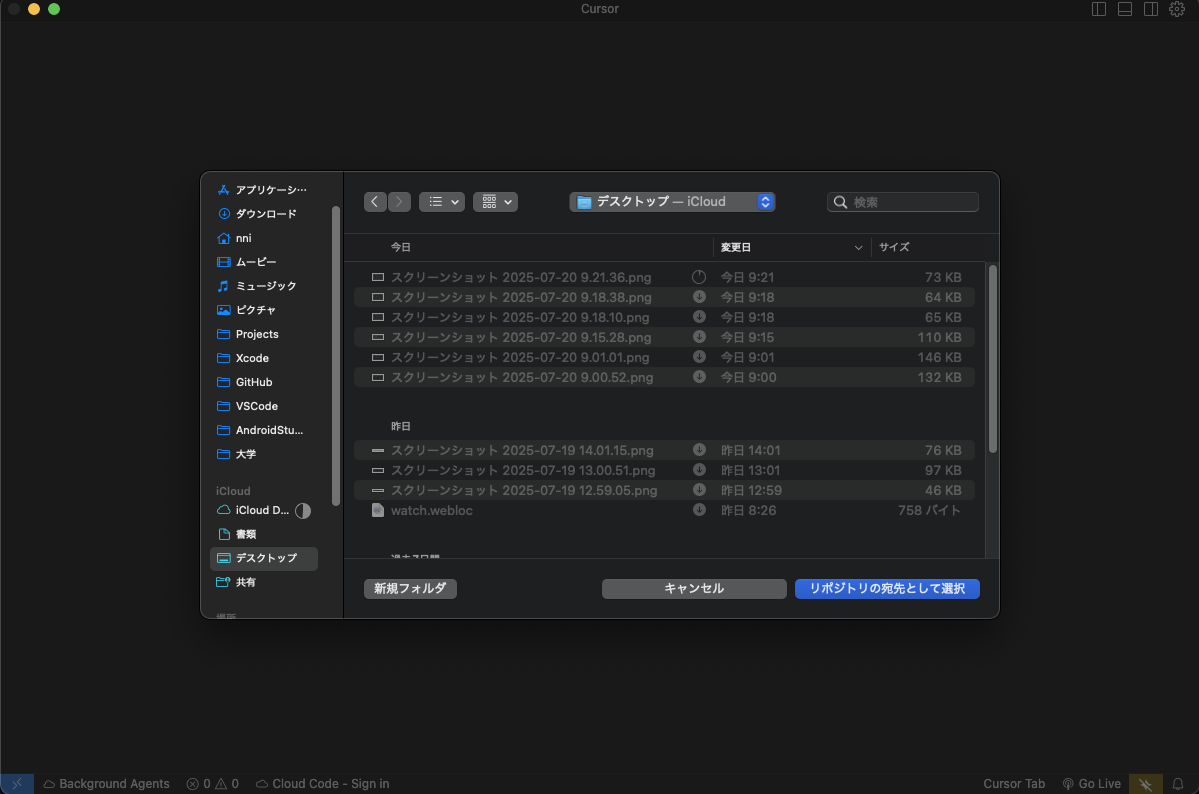 Cursor
アプリケーシ…
ダウンロード
nni
ムービー
ミュージック
ピクチャ
Projects
Xcode
GitHub
VSCode
AndroidStu...
大学
iCloud
iCloud D...
書類
デスクトップ
共有
場所
デスクトップ — iCloud
検索
今日 変更日 サイズ
スクリーンショット 2025-07-20 9.21.36.png 今日 9:21 73 KB
スクリーンショット 2025-07-20 9.18.38.png 今日 9:18 64 KB
スクリーンショット 2025-07-20 9.18.10.png 今日 9:18 65 KB
スクリーンショット 2025-07-20 9.15.28.png 今日 9:15 110 KB
スクリーンショット 2025-07-20 9.01.01.png 今日 9:01 146 KB
スクリーンショット 2025-07-20 9.00.52.png 今日 9:00 132 KB
昨日
スクリーンショット 2025-07-19 14.01.15.png 昨日 14:01 76 KB
スクリーンショット 2025-07-19 13.00.51.png 昨日 13:01 97 KB
スクリーンショット 2025-07-19 12.59.05.png 昨日 12:59 46 KB
watch.webloc 昨日 8:26 758 バイト
過去7日間
新規フォルダ キャンセル リポジトリの宛先として選択
Background Agents 0 0 Cloud Code - Sign in Cursor Tab Go Live